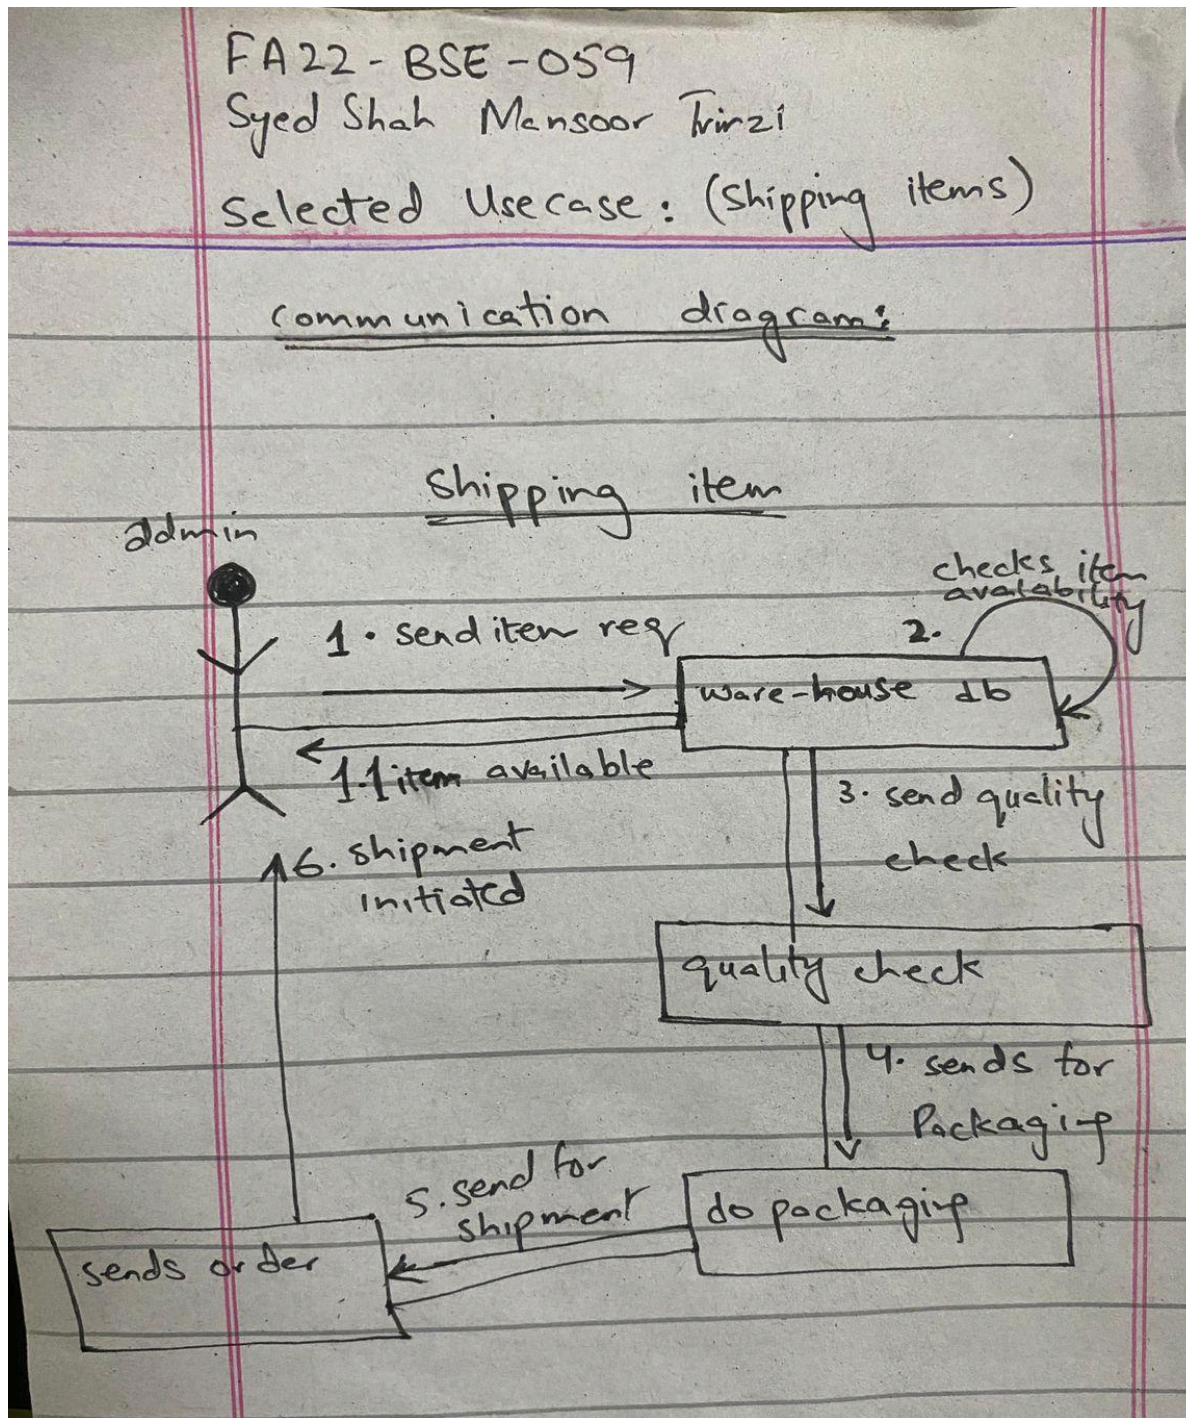 FA22-BSE-059
Syed Shah Mansoor
Selected Usecase: (Shipping items)
communication diagram:
Shipping item
admin
checks item
avalability
1. send item req
2.
ware-house db
1.1 item available
3. send quality
check
6. shipment
initiated
quality check
4. sends for
Packaging
5. send for
shipment
do packaging
sends order